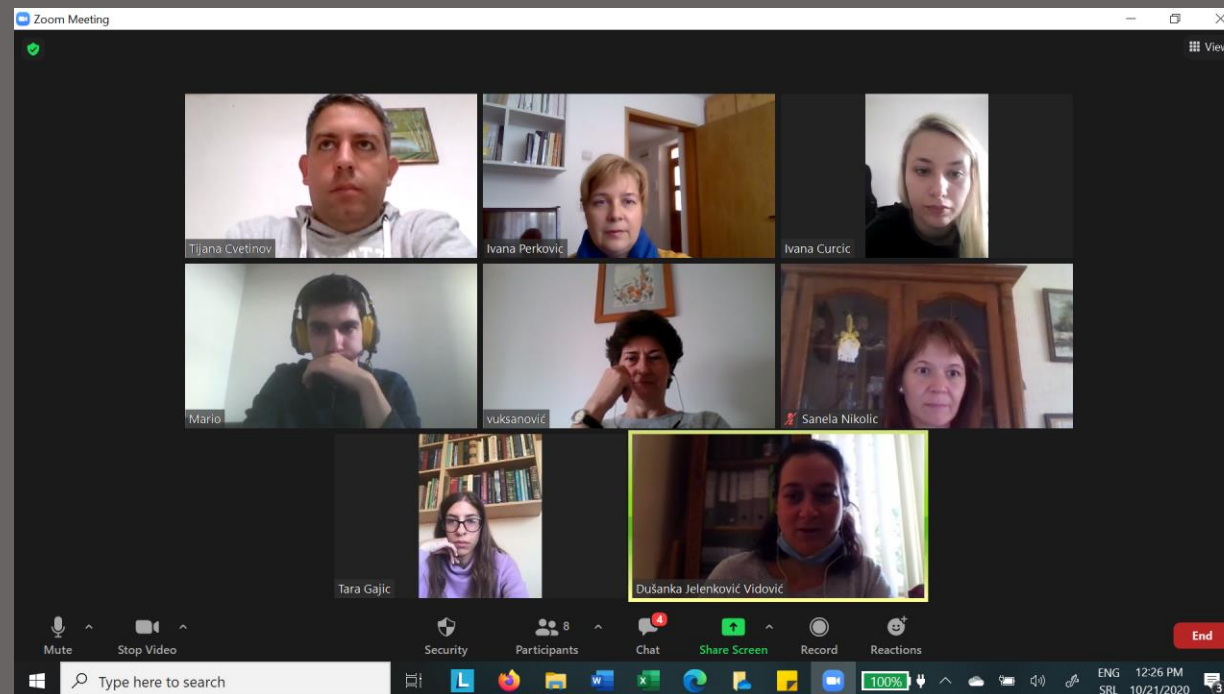 Zoom Meeting
View
Tijana Cvetinov
Ivana Perkovic
Ivana Curcic
Mario
vuksanović
Sanela Nikolic
Tara Gajic
Dušanka Jelenković Vidović
8
4
Mute
Stop Video
Security
Participants
Chat
Share Screen
Record
Reactions
End
Type here to search
L
100%
ENG
12:26 PM
SRL
10/21/2020